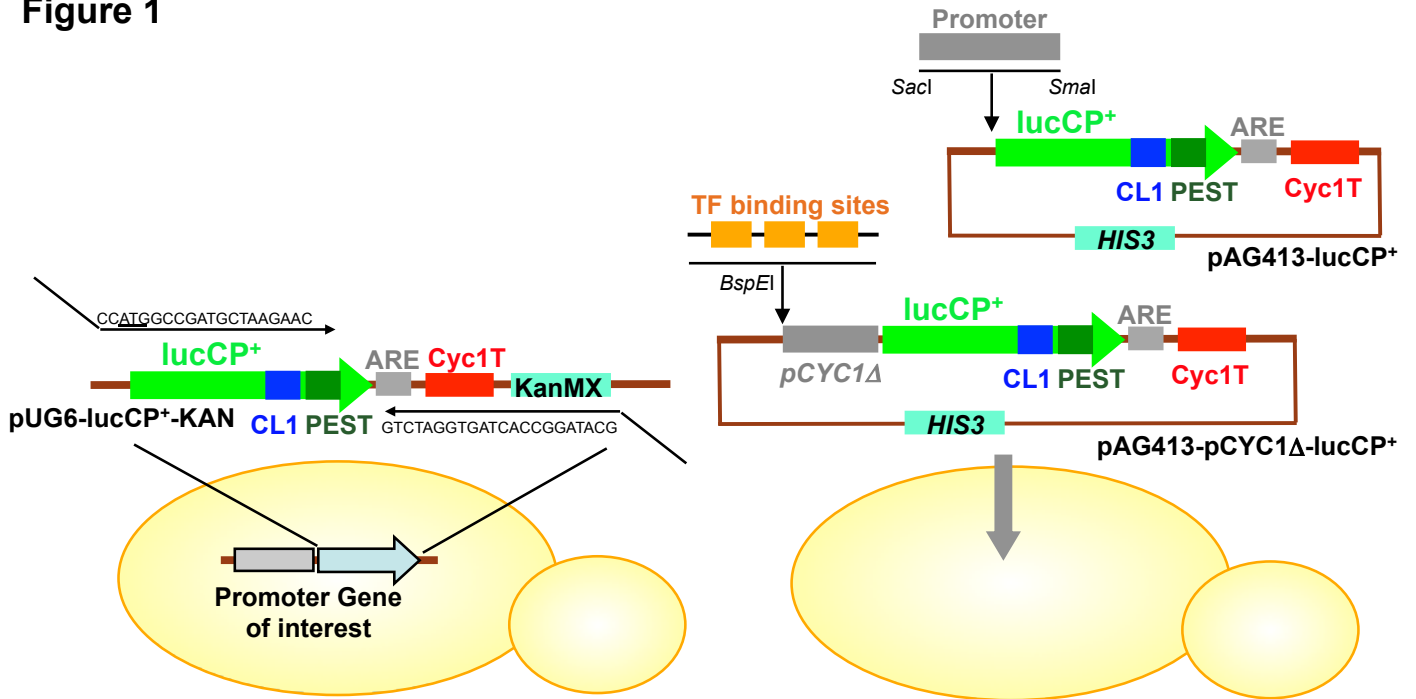 Figure 1
Promoter
SacI
SmaI
lucCP+
ARE
CL1 PEST
Cyc1T
HIS3
pAG413-lucCP+
TF binding sites
BspEI
lucCP+
ARE
pCYC1Δ
CL1 PEST
Cyc1T
HIS3
pAG413-pCYC1Δ-lucCP+
CCATGGCCGATGCTAAGAAC
lucCP+
ARE
Cyc1T
KanMX
pUG6-lucCP+-KAN
CL1 PEST
GTCTAGGTGATCACCGGATACG
Promoter Gene
of interest